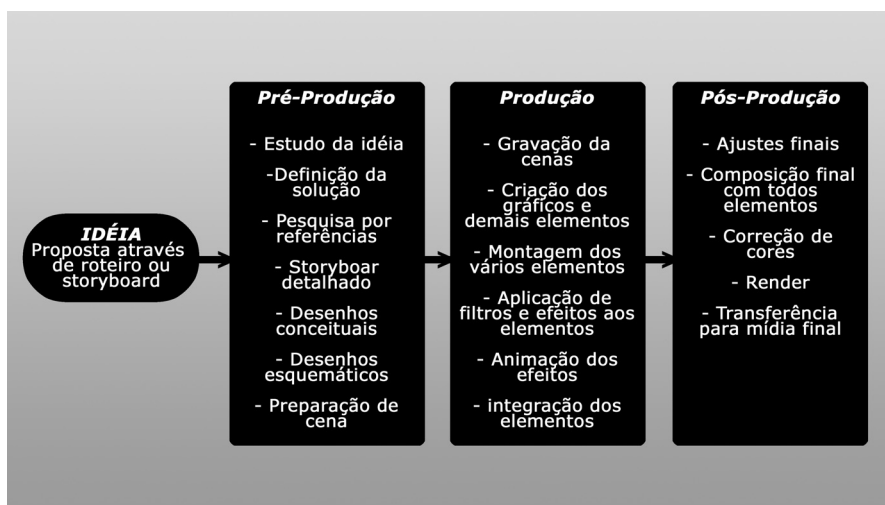 IDÉIA
Proposta através
de roteiro ou
storyboard
Pré-Produção
- Estudo da idéia
-Definição da
solução
- Pesquisa por
referências
- Storyboar
detalhado
- Desenhos
conceituais
- Desenhos
esquemáticos
- Preparação de
cena
Produção
- Gravação da
cenas
- Criação dos
gráficos e
demais elementos
- Montagem dos
vários elementos
- Aplicação de
filtros e efeitos aos
elementos
- Animação dos
efeitos
- integração dos
elementos
Pós-Produção
- Ajustes finais
- Composição final
com todos
elementos
- Correção de
cores
- Render
- Transferência
para mídia final